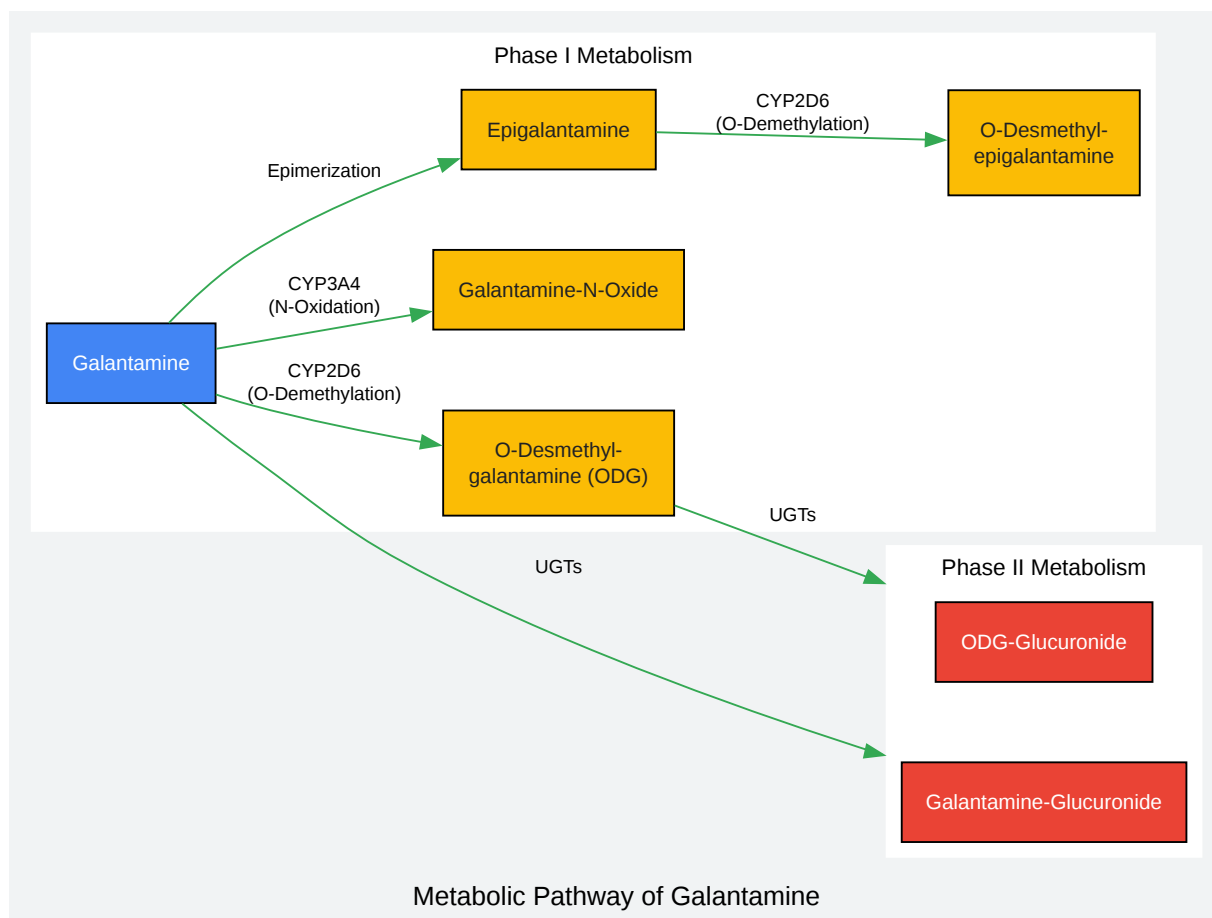 Phase I Metabolism
Epigalantamine
CYP2D6
(O-Demethylation)
O-Desmethyl-
epigalantamine
Epimerization
CYP3A4
(N-Oxidation)
Galantamine-N-Oxide
Galantamine
CYP2D6
(O-Demethylation)
O-Desmethyl-
galantamine (ODG)
UGTs
UGTs
Phase II Metabolism
ODG-Glucuronide
Galantamine-Glucuronide
Metabolic Pathway of Galantamine